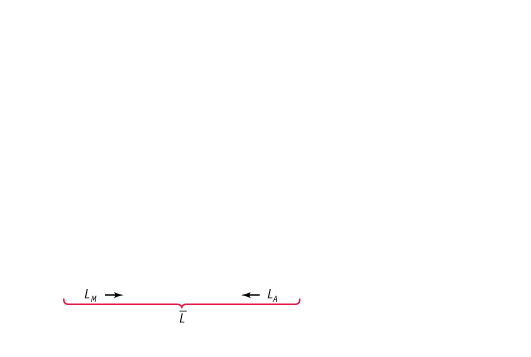 L_M → ← L_A
L̅